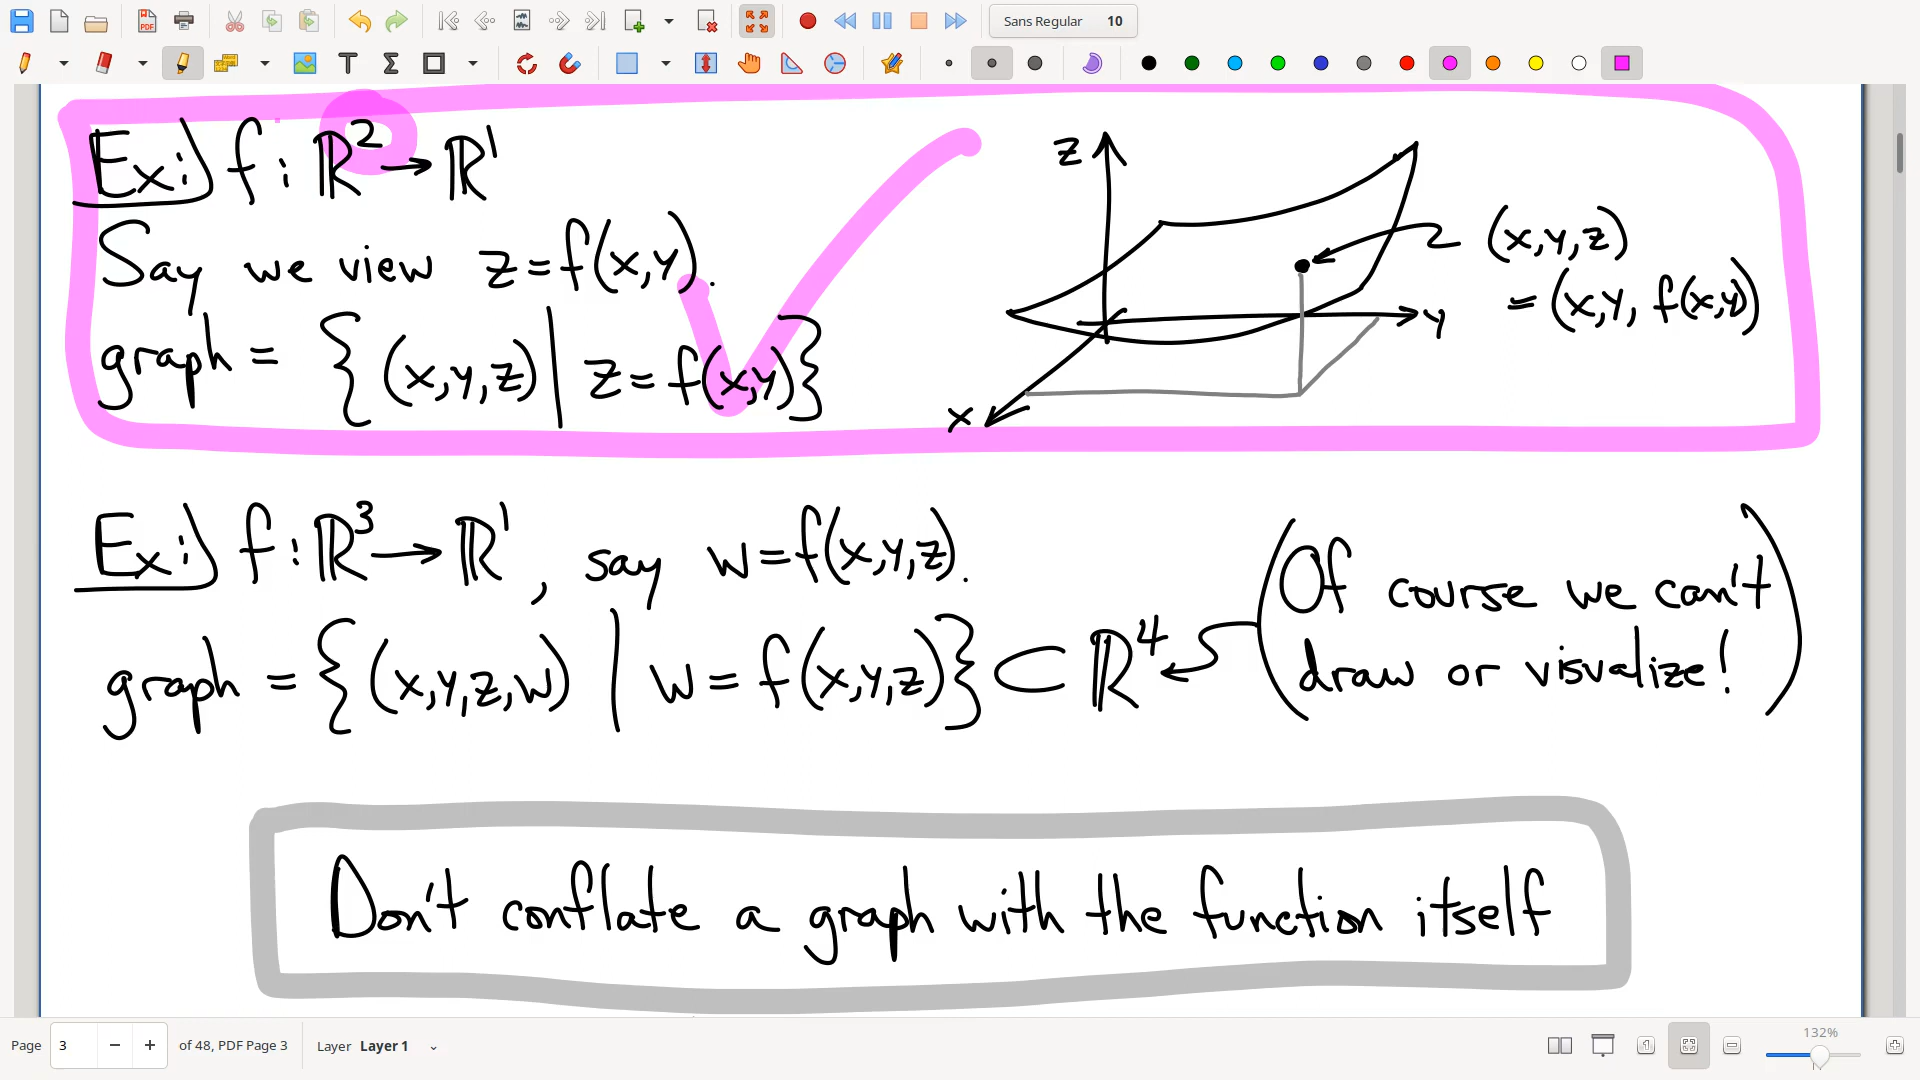 Sans Regular 10
Ex:) f: ℝ² → ℝ¹
Say we view z = f(x,y).
graph = {(x,y,z) | z = f(x,y)}
z
y
x
(x,y,z)
= (x,y, f(x,y))
Ex:) f: ℝ³ → ℝ¹, say w = f(x,y,z).
graph = {(x,y,z,w) | w = f(x,y,z)} ⊂ ℝ⁴
(Of course we can't
draw or visualize!)
Don't conflate a graph with the function itself
Page 3 − + of 48, PDF Page 3 Layer Layer 1 132%